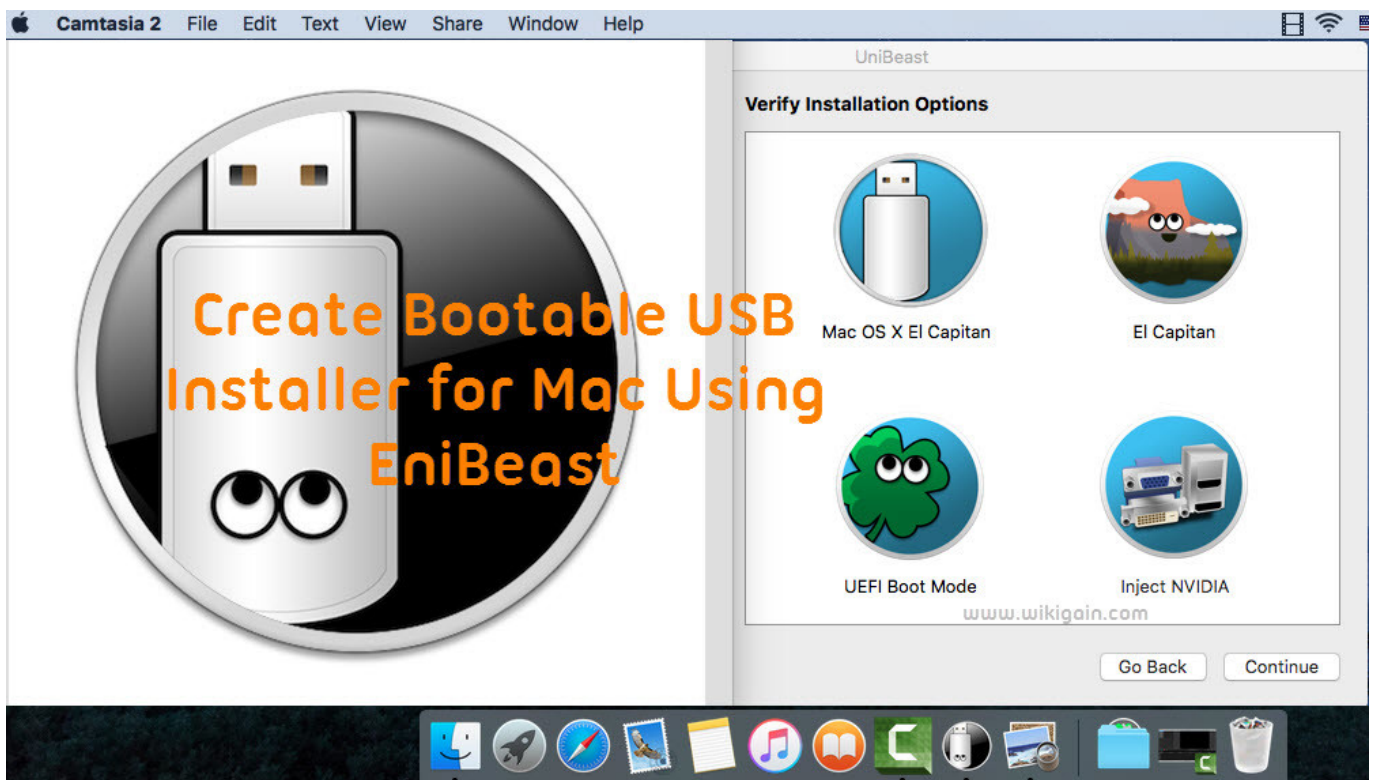 Camtasia 2 File Edit Text View Share Window Help
UniBeast
Verify Installation Options
Mac OS X El Capitan
El Capitan
UEFI Boot Mode
Inject NVIDIA
www.wikigain.com
Go Back
Continue
Create Bootable USB
Installer for Mac Using
EniBeast